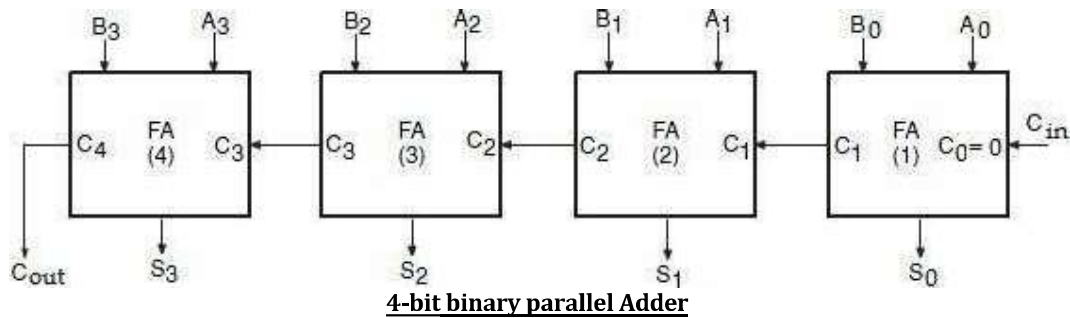 B3 A3 B2 A2 B1 A1 B0 A0
FA FA FA FA Cin
C4 (4) C3 C3 (3) C2 C2 (2) C1 C1 (1) C0= 0
Cout S3 S2 S1 S0
4-bit binary parallel Adder